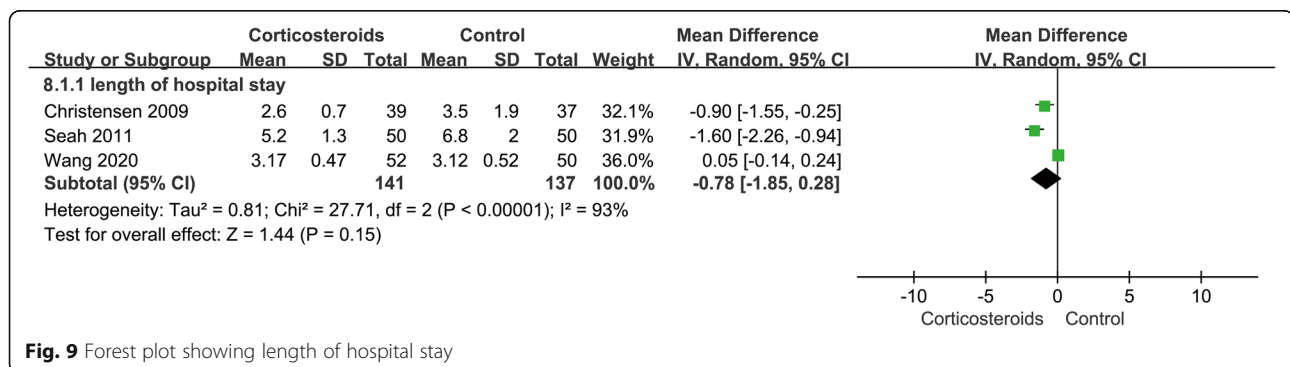 Corticosteroids Control Mean Difference Mean Difference
Study or Subgroup Mean SD Total Mean SD Total Weight IV, Random, 95% CI IV, Random, 95% CI
8.1.1 length of hospital stay
Christensen 2009 2.6 0.7 39 3.5 1.9 37 32.1% -0.90 [-1.55, -0.25]
Seah 2011 5.2 1.3 50 6.8 2 50 31.9% -1.60 [-2.26, -0.94]
Wang 2020 3.17 0.47 52 3.12 0.52 50 36.0% 0.05 [-0.14, 0.24]
Subtotal (95% CI) 141 137 100.0% -0.78 [-1.85, 0.28]
Heterogeneity: Tau² = 0.81; Chi² = 27.71, df = 2 (P < 0.00001); I² = 93%
Test for overall effect: Z = 1.44 (P = 0.15)
-10 -5 0 5 10
Corticosteroids Control
Fig. 9 Forest plot showing length of hospital stay